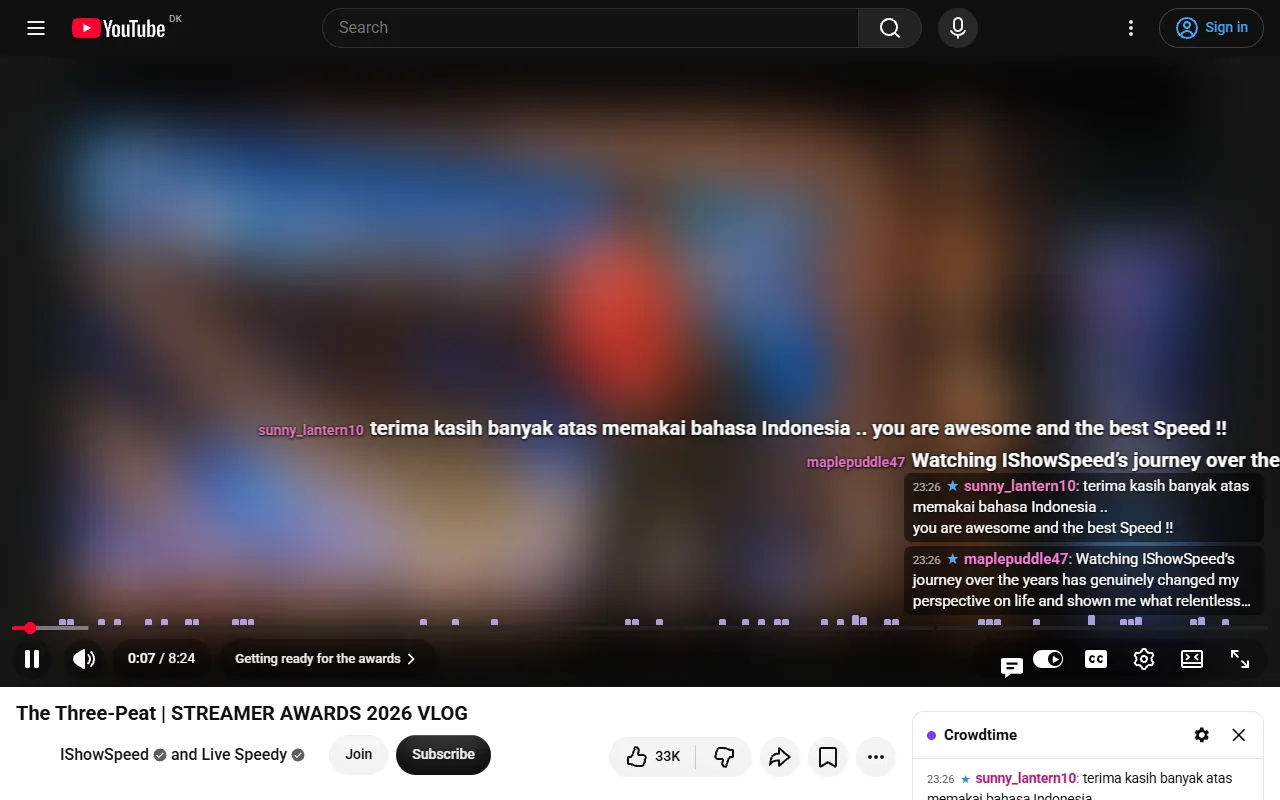 YouTube DK
Search
Sign in
sunny_lantern10 terima kasih banyak atas memakai bahasa Indonesia .. you are awesome and the best Speed !!
maplepuddle47 Watching IShowSpeed’s journey over the
23:26 ★ sunny_lantern10: terima kasih banyak atas
memakai bahasa Indonesia ..
you are awesome and the best Speed !!
23:26 ★ maplepuddle47: Watching IShowSpeed’s
journey over the years has genuinely changed my
perspective on life and shown me what relentless…
0:07 / 8:24
Getting ready for the awards
CC
The Three-Peat | STREAMER AWARDS 2026 VLOG
IShowSpeed and Live Speedy
Join
Subscribe
33K
Crowdtime
23:26 ★ sunny_lantern10: terima kasih banyak atas
memakai bahasa Indonesia